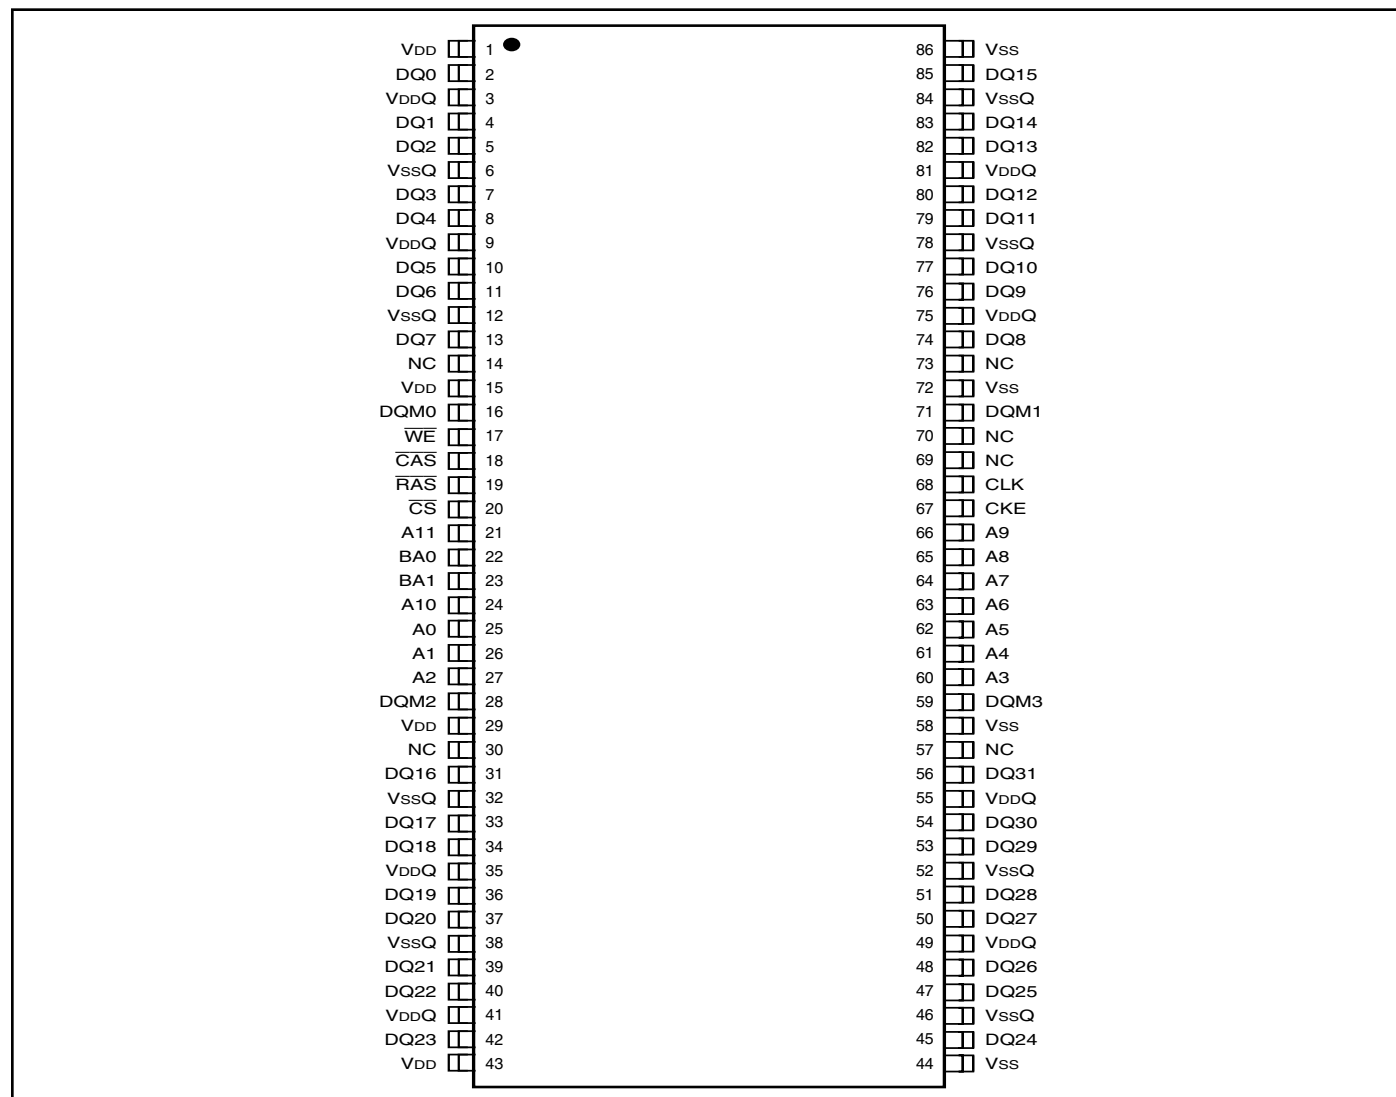 VDD 1 86 VSS
DQ0 2 85 DQ15
VDDQ 3 84 VSSQ
DQ1 4 83 DQ14
DQ2 5 82 DQ13
VSSQ 6 81 VDDQ
DQ3 7 80 DQ12
DQ4 8 79 DQ11
VDDQ 9 78 VSSQ
DQ5 10 77 DQ10
DQ6 11 76 DQ9
VSSQ 12 75 VDDQ
DQ7 13 74 DQ8
NC 14 73 NC
VDD 15 72 VSS
DQM0 16 71 DQM1
W̅E̅ 17 70 NC
C̅A̅S̅ 18 69 NC
R̅A̅S̅ 19 68 CLK
C̅S̅ 20 67 CKE
A11 21 66 A9
BA0 22 65 A8
BA1 23 64 A7
A10 24 63 A6
A0 25 62 A5
A1 26 61 A4
A2 27 60 A3
DQM2 28 59 DQM3
VDD 29 58 VSS
NC 30 57 NC
DQ16 31 56 DQ31
VSSQ 32 55 VDDQ
DQ17 33 54 DQ30
DQ18 34 53 DQ29
VDDQ 35 52 VSSQ
DQ19 36 51 DQ28
DQ20 37 50 DQ27
VSSQ 38 49 VDDQ
DQ21 39 48 DQ26
DQ22 40 47 DQ25
VDDQ 41 46 VSSQ
DQ23 42 45 DQ24
VDD 43 44 VSS